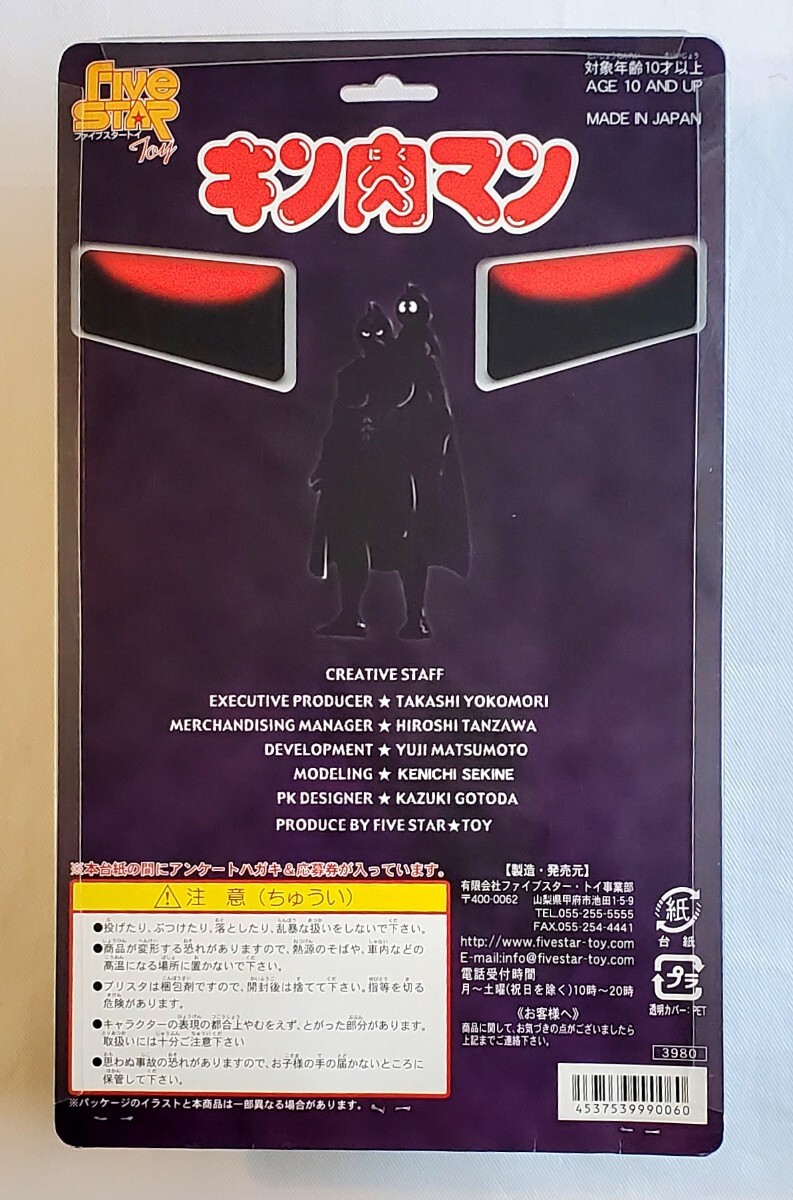 Five
STAR
ファイブスタートイ
Toy
対象年齢10才以上
AGE 10 AND UP
MADE IN JAPAN
キン肉マン
にく
CREATIVE STAFF
EXECUTIVE PRODUCER ★ TAKASHI YOKOMORI
MERCHANDISING MANAGER ★ HIROSHI TANZAWA
DEVELOPMENT ★ YUJI MATSUMOTO
MODELING ★ KENICHI SEKINE
PK DESIGNER ★ KAZUKI GOTODA
PRODUCE BY FIVE STAR★TOY
※本台紙の間にアンケートハガキ&応募券が入っています。
注 意（ちゅうい）
●投げたり、ぶつけたり、落としたり、乱暴な扱いをしないで下さい。
●商品が変形する恐れがありますので、熱源のそばや、車内などの
高温になる場所に置かないで下さい。
●ブリスタは梱包剤ですので、開封後は捨てて下さい。指等を切る
危険があります。
●キャラクターの表現の都合上やむをえず、とがった部分があります。
取扱いには十分ご注意下さい
●思わぬ事故の恐れがありますので、お子様の手の届かないところに
保管して下さい。
※パッケージのイラストと本商品は一部異なる場合があります。
【製造・発売元】
有限会社ファイブスター・トイ事業部
〒400-0062 山梨県甲府市池田1-5-9
TEL.055-255-5555
FAX.055-254-4441
http://www.fivestar-toy.com
E-mail:info@fivestar-toy.com
電話受付時間
月〜土曜(祝日を除く)10時〜20時
《お客様へ》
商品に関して、お気づきの点がございましたら
上記までご連絡下さい。
紙
台 紙
プラ
透明カバー：PET
3980
4537539990060